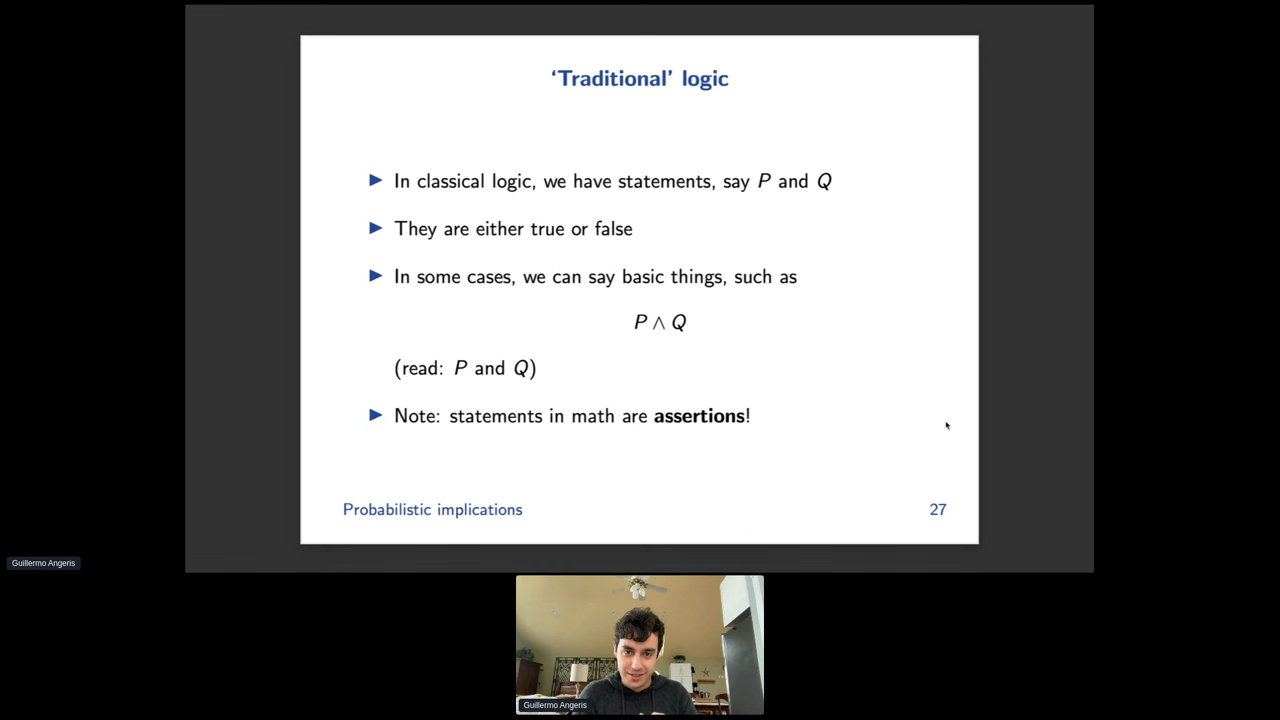 ‘Traditional’ logic
In classical logic, we have statements, say P and Q
They are either true or false
In some cases, we can say basic things, such as
P ∧ Q
(read: P and Q)
Note: statements in math are assertions!
Probabilistic implications 27
Guillermo Angeris
Guillermo Angeris